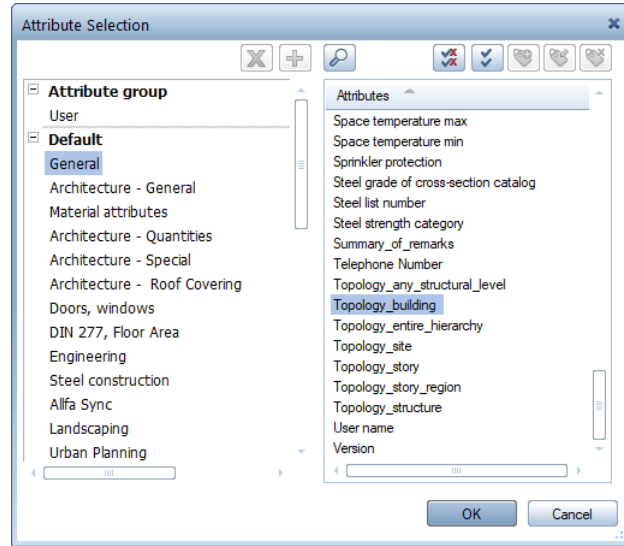 Attribute Selection
Attribute group
User
Default
General
Architecture - General
Material attributes
Architecture - Quantities
Architecture - Special
Architecture - Roof Covering
Doors, windows
DIN 277, Floor Area
Engineering
Steel construction
Allfa Sync
Landscaping
Urban Planning
Attributes
Space temperature max
Space temperature min
Sprinkler protection
Steel grade of cross-section catalog
Steel list number
Steel strength category
Summary_of_remarks
Telephone Number
Topology_any_structural_level
Topology_building
Topology_entire_hierarchy
Topology_site
Topology_story
Topology_story_region
Topology_structure
User name
Version
OK
Cancel